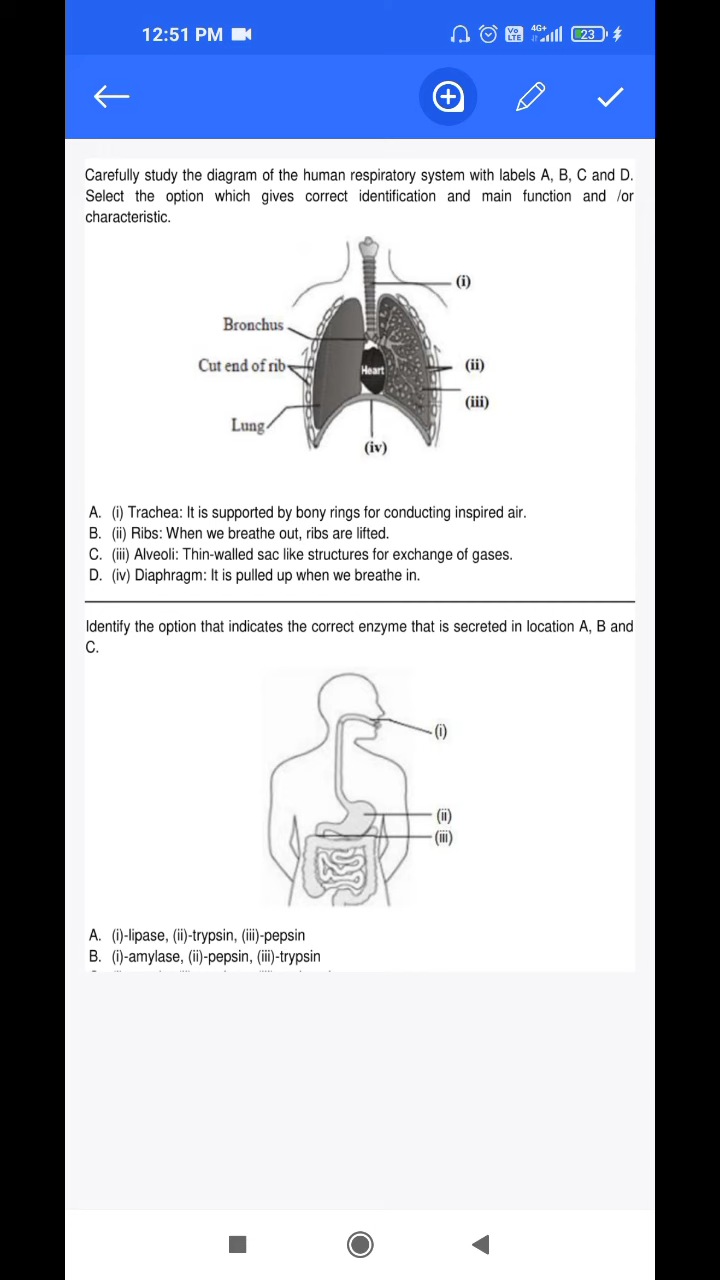 12:51 PM
Vo LTE 4G+ 23
Carefully study the diagram of the human respiratory system with labels A, B, C and D.
Select the option which gives correct identification and main function and /or
characteristic.
(i)
Bronchus
Cut end of rib
Heart
(ii)
(iii)
Lung
(iv)
A. (i) Trachea: It is supported by bony rings for conducting inspired air.
B. (ii) Ribs: When we breathe out, ribs are lifted.
C. (iii) Alveoli: Thin-walled sac like structures for exchange of gases.
D. (iv) Diaphragm: It is pulled up when we breathe in.
Identify the option that indicates the correct enzyme that is secreted in location A, B and
C.
(i)
(ii)
(iii)
A. (i)-lipase, (ii)-trypsin, (iii)-pepsin
B. (i)-amylase, (ii)-pepsin, (iii)-trypsin